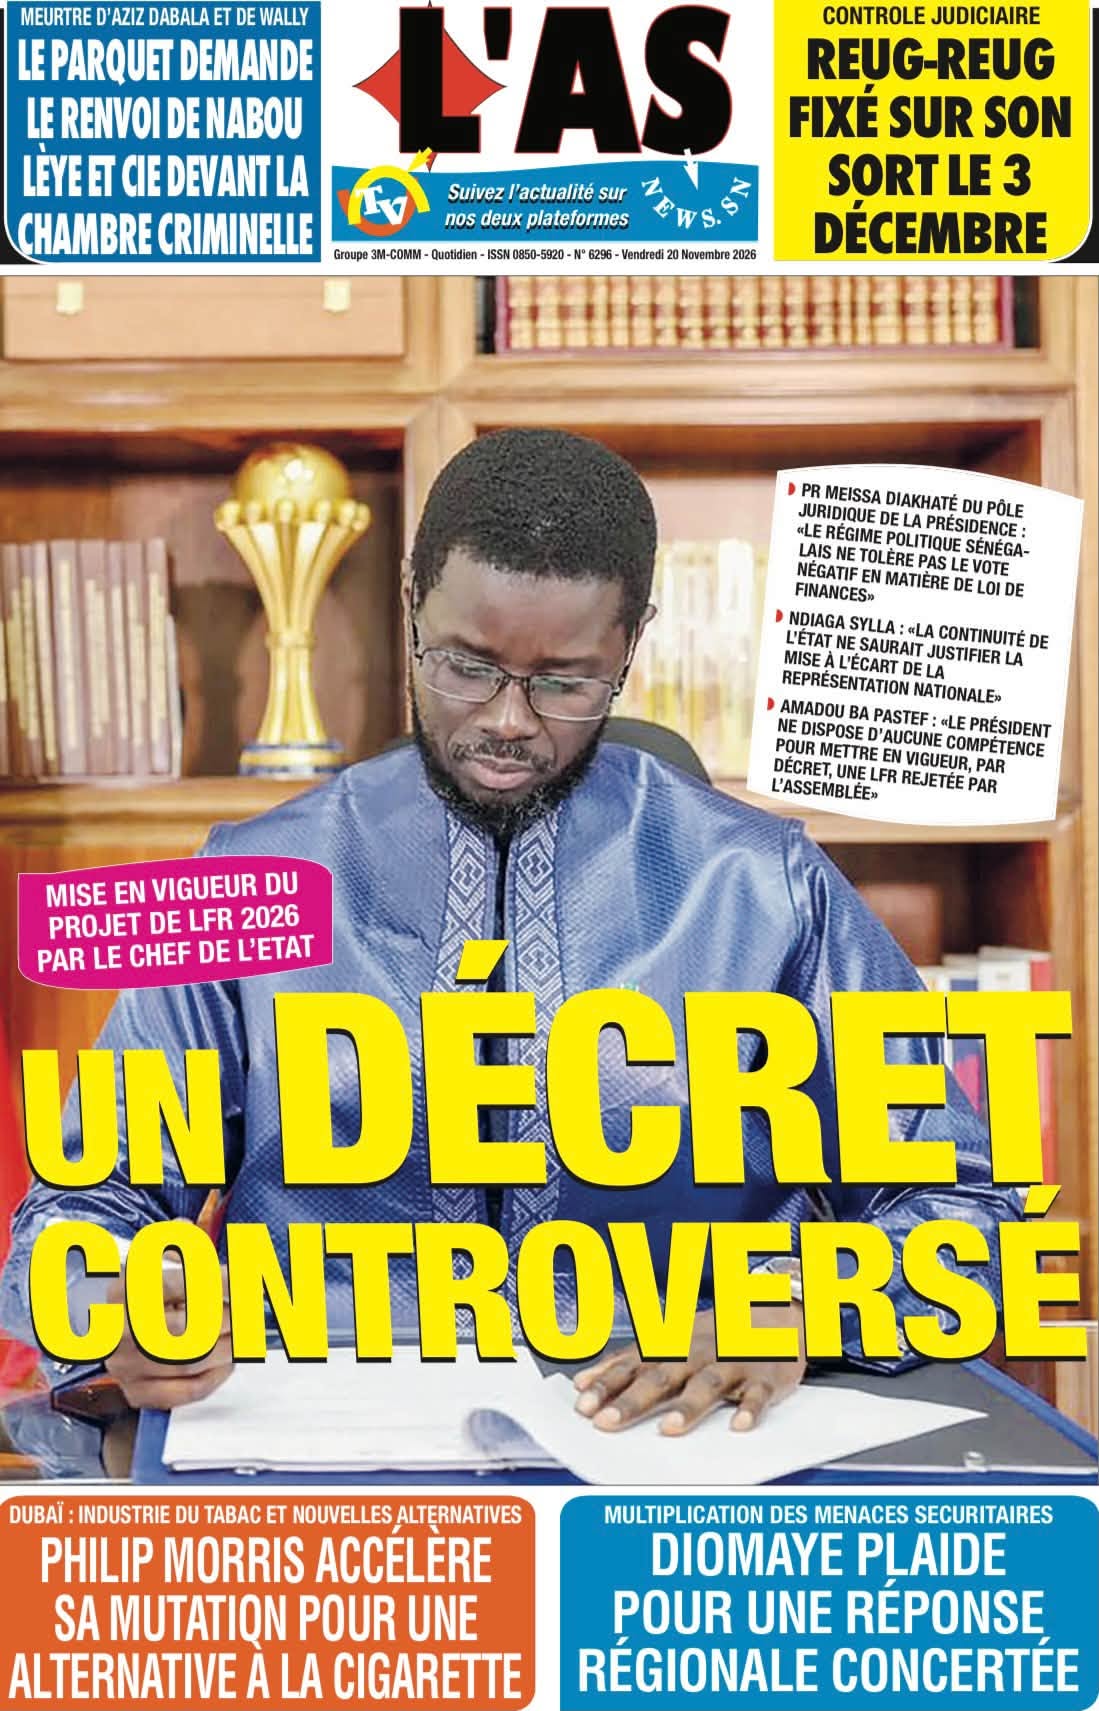 MEURTRE D'AZIZ DABALA ET DE WALLY
LE PARQUET DEMANDE
LE RENVOI DE NABOU
LÈYE ET CIE DEVANT LA
CHAMBRE CRIMINELLE
L'AS
TV
Suivez l'actualité sur
nos deux plateformes
NEWS.SN
Groupe 3M-COMM - Quotidien - ISSN 0850-5920 - N° 6296 - Vendredi 20 Novembre 2026
CONTROLE JUDICIAIRE
REUG-REUG
FIXÉ SUR SON
SORT LE 3
DÉCEMBRE
PR MEISSA DIAKHATÉ DU PÔLE
JURIDIQUE DE LA PRÉSIDENCE :
«LE RÉGIME POLITIQUE SÉNÉGA-
LAIS NE TOLÈRE PAS LE VOTE
NÉGATIF EN MATIÈRE DE LOI DE
FINANCES»
NDIAGA SYLLA : «LA CONTINUITÉ DE
L'ÉTAT NE SAURAIT JUSTIFIER LA
MISE À L'ÉCART DE LA
REPRÉSENTATION NATIONALE»
AMADOU BA PASTEF : «LE PRÉSIDENT
NE DISPOSE D'AUCUNE COMPÉTENCE
POUR METTRE EN VIGUEUR, PAR
DÉCRET, UNE LFR REJETÉE PAR
L'ASSEMBLÉE»
MISE EN VIGUEUR DU
PROJET DE LFR 2026
PAR LE CHEF DE L'ETAT
UN DÉCRET
CONTROVERSÉ
DUBAÏ : INDUSTRIE DU TABAC ET NOUVELLES ALTERNATIVES
PHILIP MORRIS ACCÉLÈRE
SA MUTATION POUR UNE
ALTERNATIVE À LA CIGARETTE
MULTIPLICATION DES MENACES SECURITAIRES
DIOMAYE PLAIDE
POUR UNE RÉPONSE
RÉGIONALE CONCERTÉE